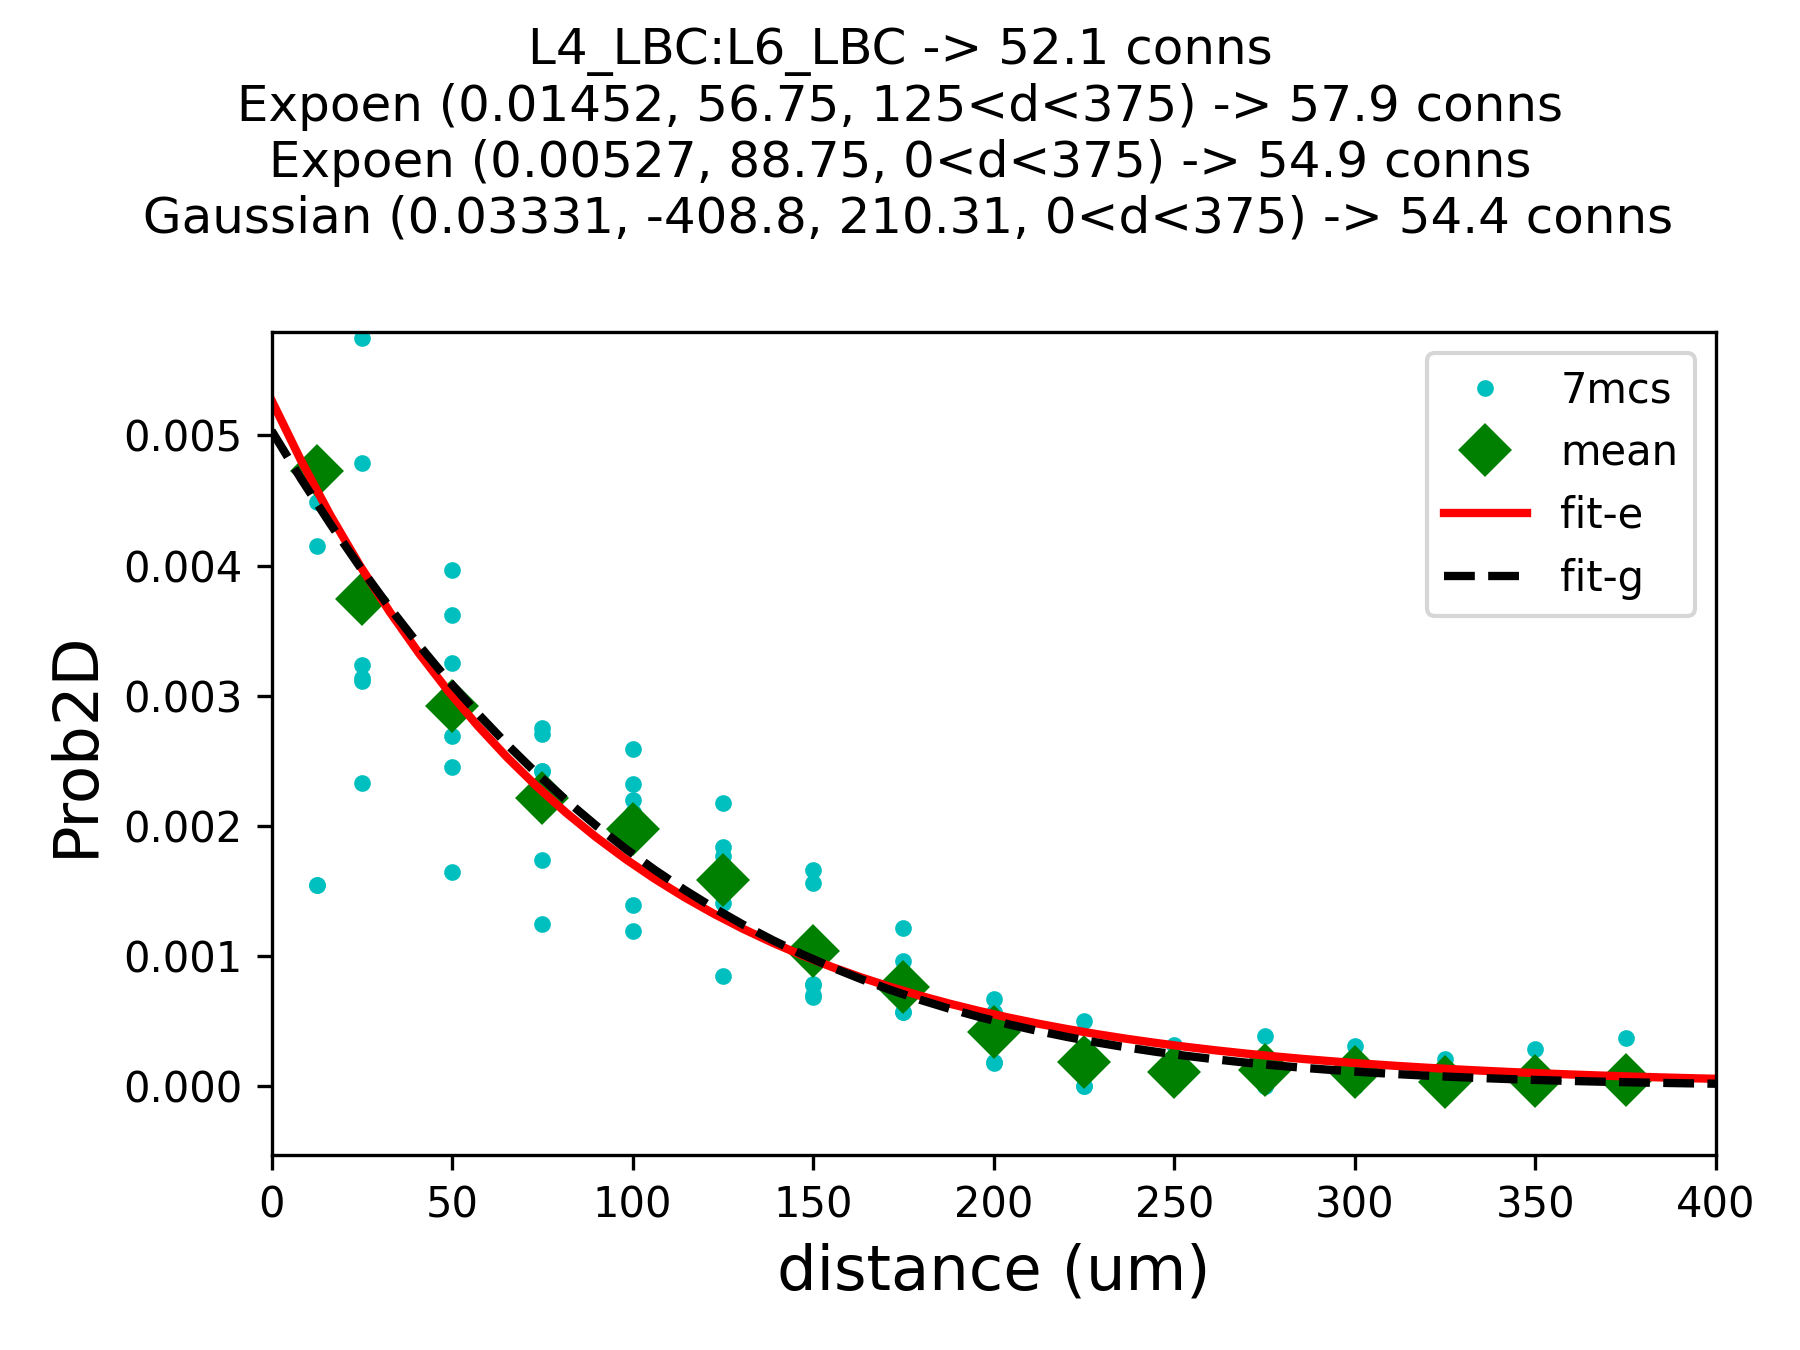 L4_LBC:L6_LBC -> 52.1 conns
Expoen (0.01452, 56.75, 125<d<375) -> 57.9 conns
Expoen (0.00527, 88.75, 0<d<375) -> 54.9 conns
Gaussian (0.03331, -408.8, 210.31, 0<d<375) -> 54.4 conns
7mcs
mean
fit-e
fit-g
Prob2D
0.005
0.004
0.003
0.002
0.001
0.000
0 50 100 150 200 250 300 350 400
distance (um)